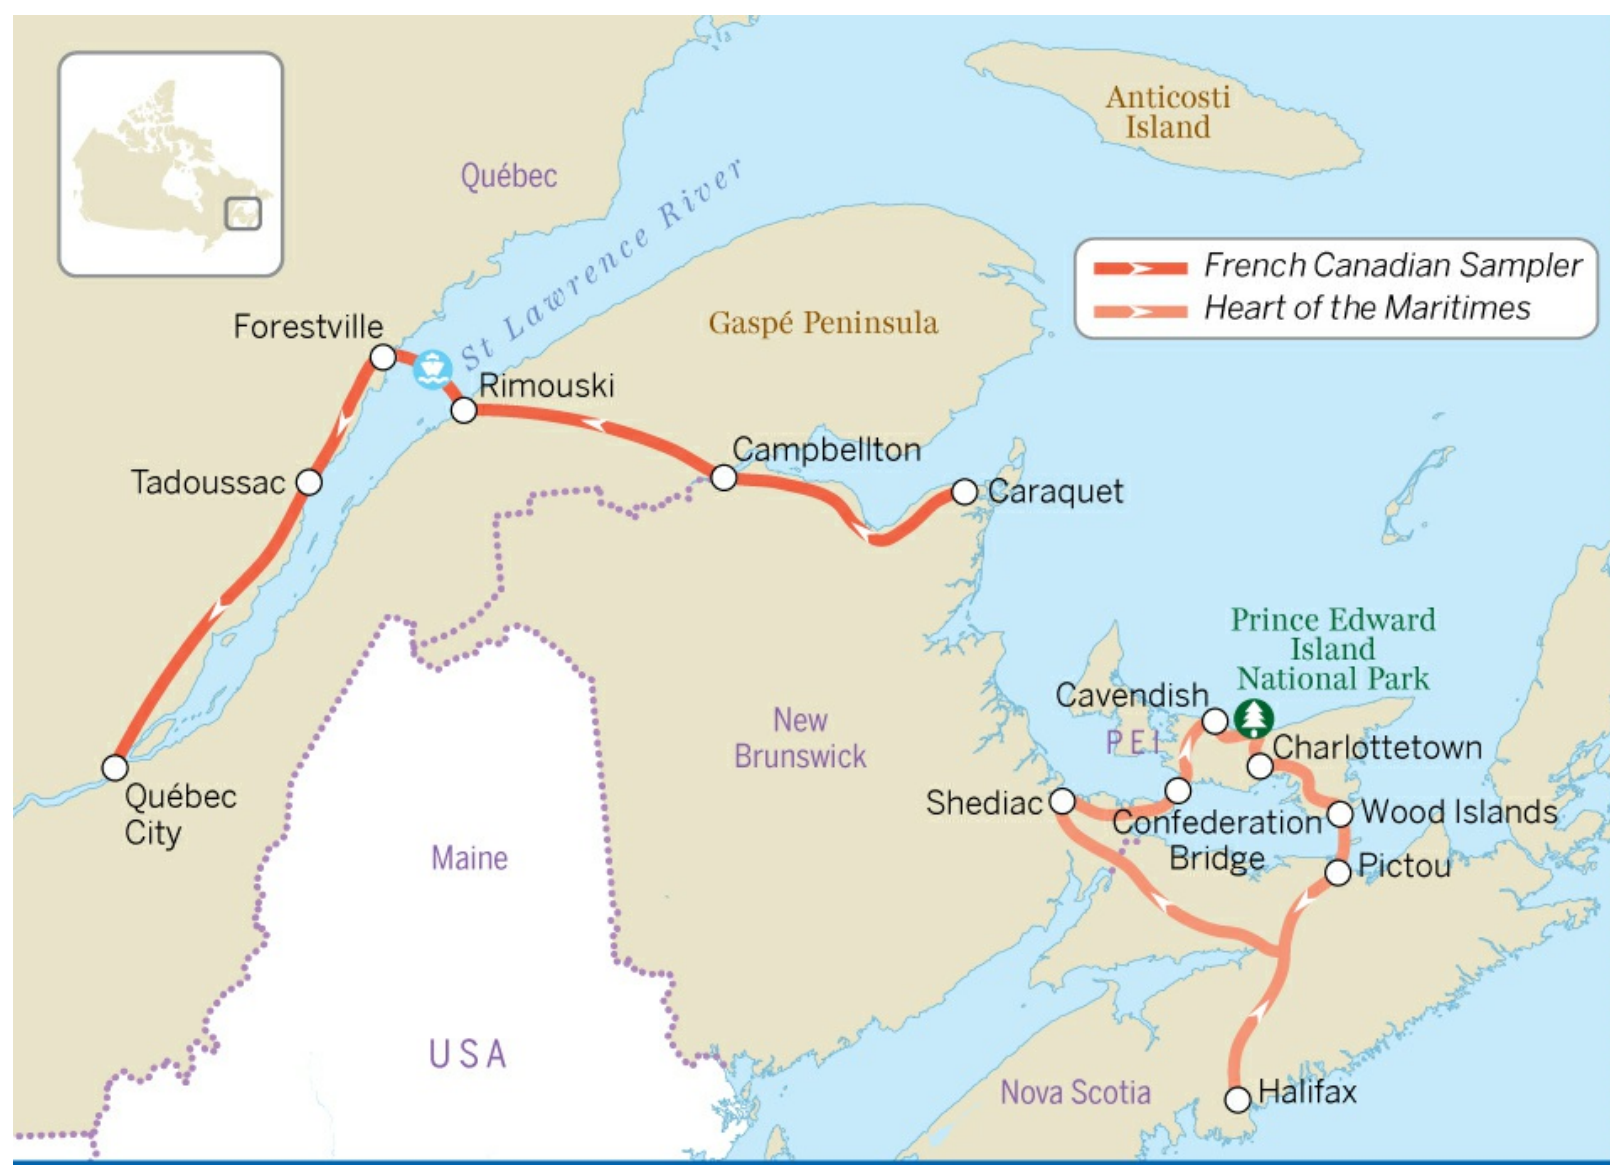 Anticosti
Island
Québec
St Lawrence River
French Canadian Sampler
Heart of the Maritimes
Gaspé Peninsula
Forestville
Rimouski
Campbellton
Tadoussac
Caraquet
Prince Edward
Island
National Park
Cavendish
New
Brunswick
PEI
Charlottetown
Québec
City
Shediac
Confederation
Bridge
Wood Islands
Maine
Pictou
USA
Nova Scotia
Halifax